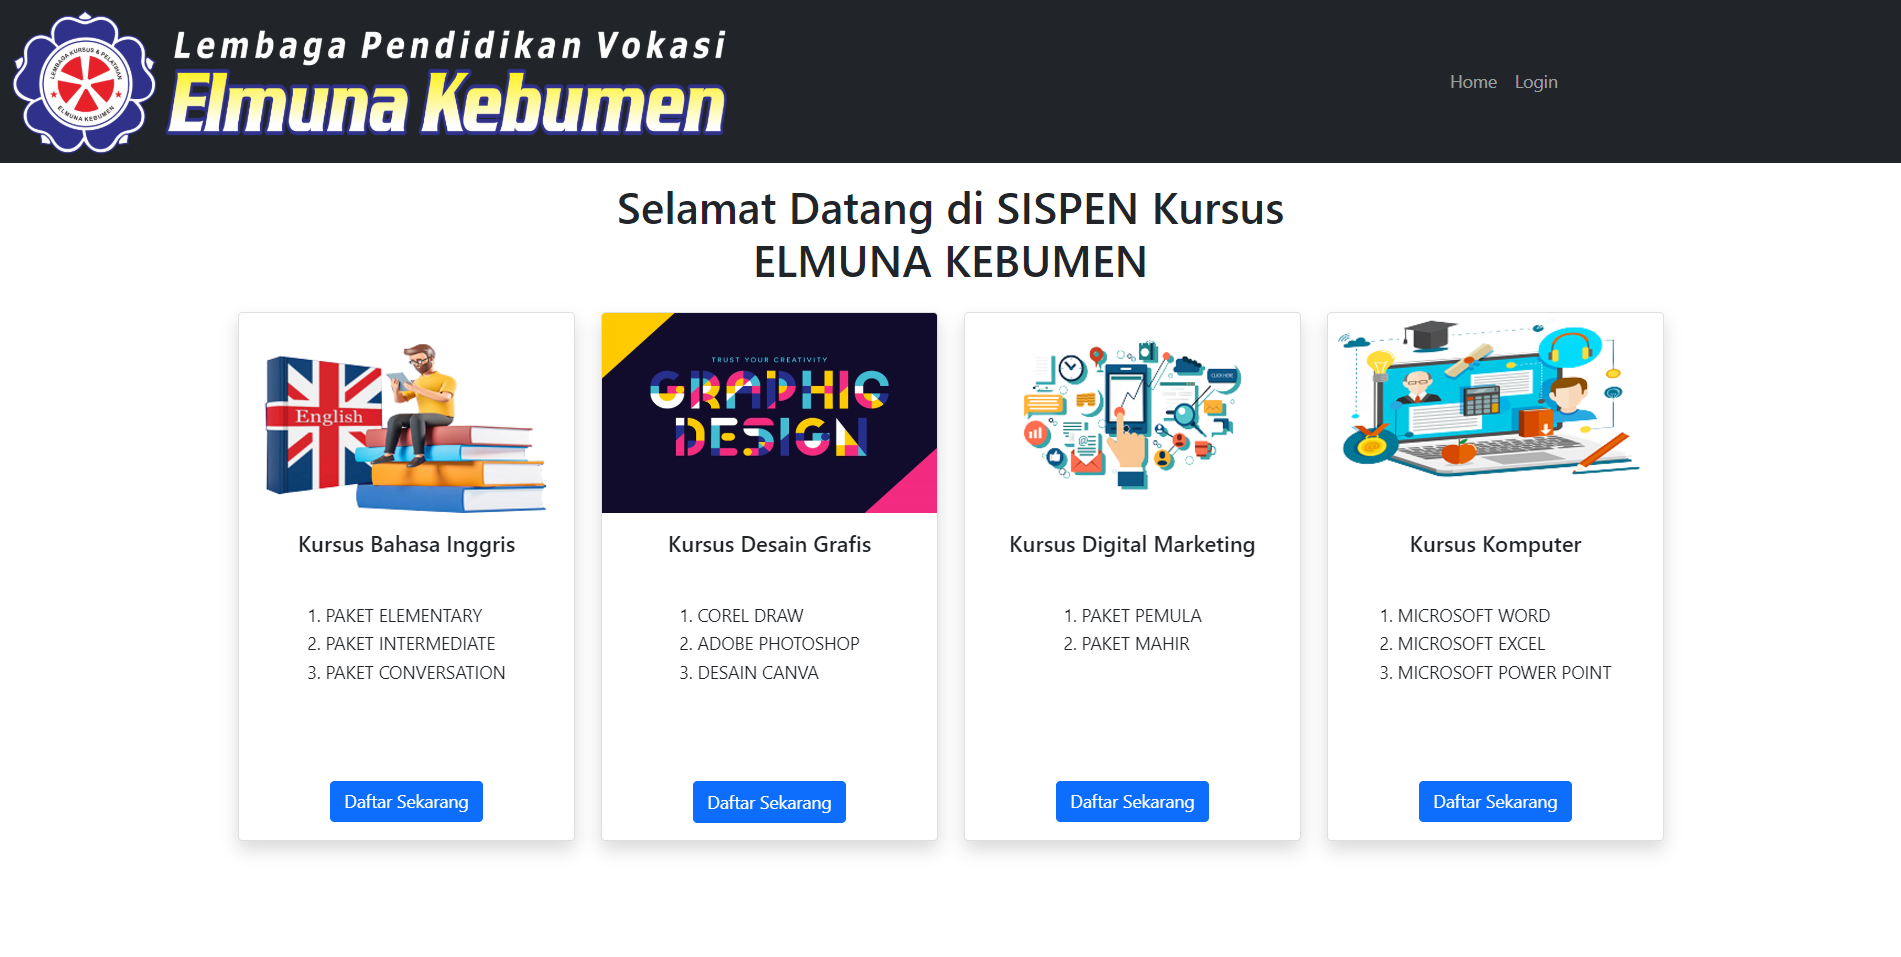 LEMBAGA KURSUS & PELATIHAN
ELMUNA KEBUMEN
Lembaga Pendidikan Vokasi
Elmuna Kebumen
Home Login
Selamat Datang di SISPEN Kursus
ELMUNA KEBUMEN
English
TRUST YOUR CREATIVITY
GRAPHIC
DESIGN
CLICK HERE
Kursus Bahasa Inggris
1. PAKET ELEMENTARY
2. PAKET INTERMEDIATE
3. PAKET CONVERSATION
Daftar Sekarang
Kursus Desain Grafis
1. COREL DRAW
2. ADOBE PHOTOSHOP
3. DESAIN CANVA
Daftar Sekarang
Kursus Digital Marketing
1. PAKET PEMULA
2. PAKET MAHIR
Daftar Sekarang
Kursus Komputer
1. MICROSOFT WORD
2. MICROSOFT EXCEL
3. MICROSOFT POWER POINT
Daftar Sekarang